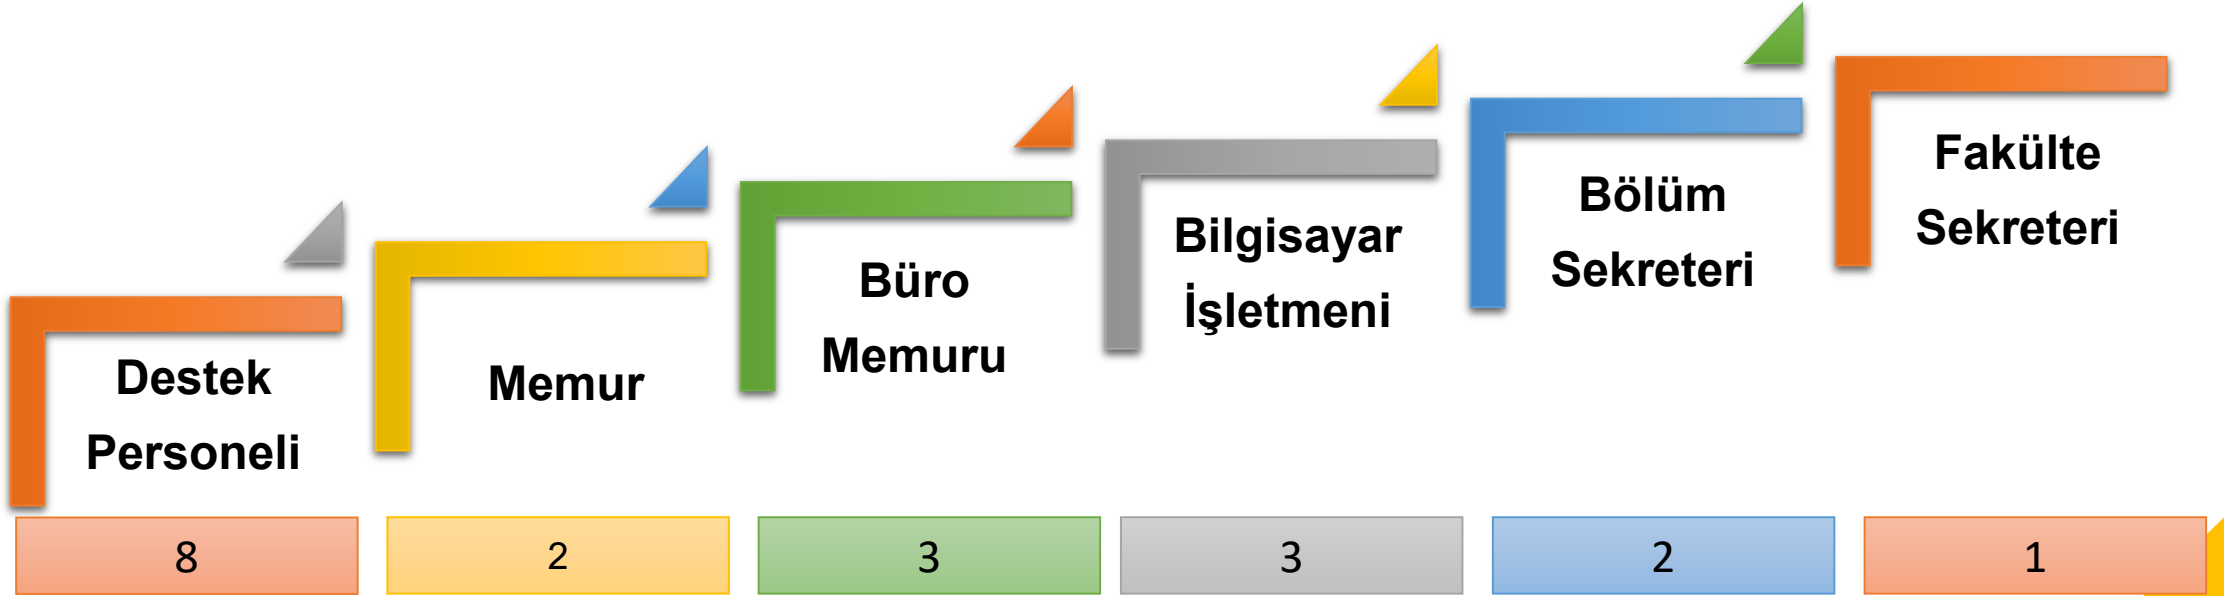 Destek
Personeli
Memur
Büro
Memuru
Bilgisayar
İşletmeni
Bölüm
Sekreteri
Fakülte
Sekreteri
8
2
3
3
2
1